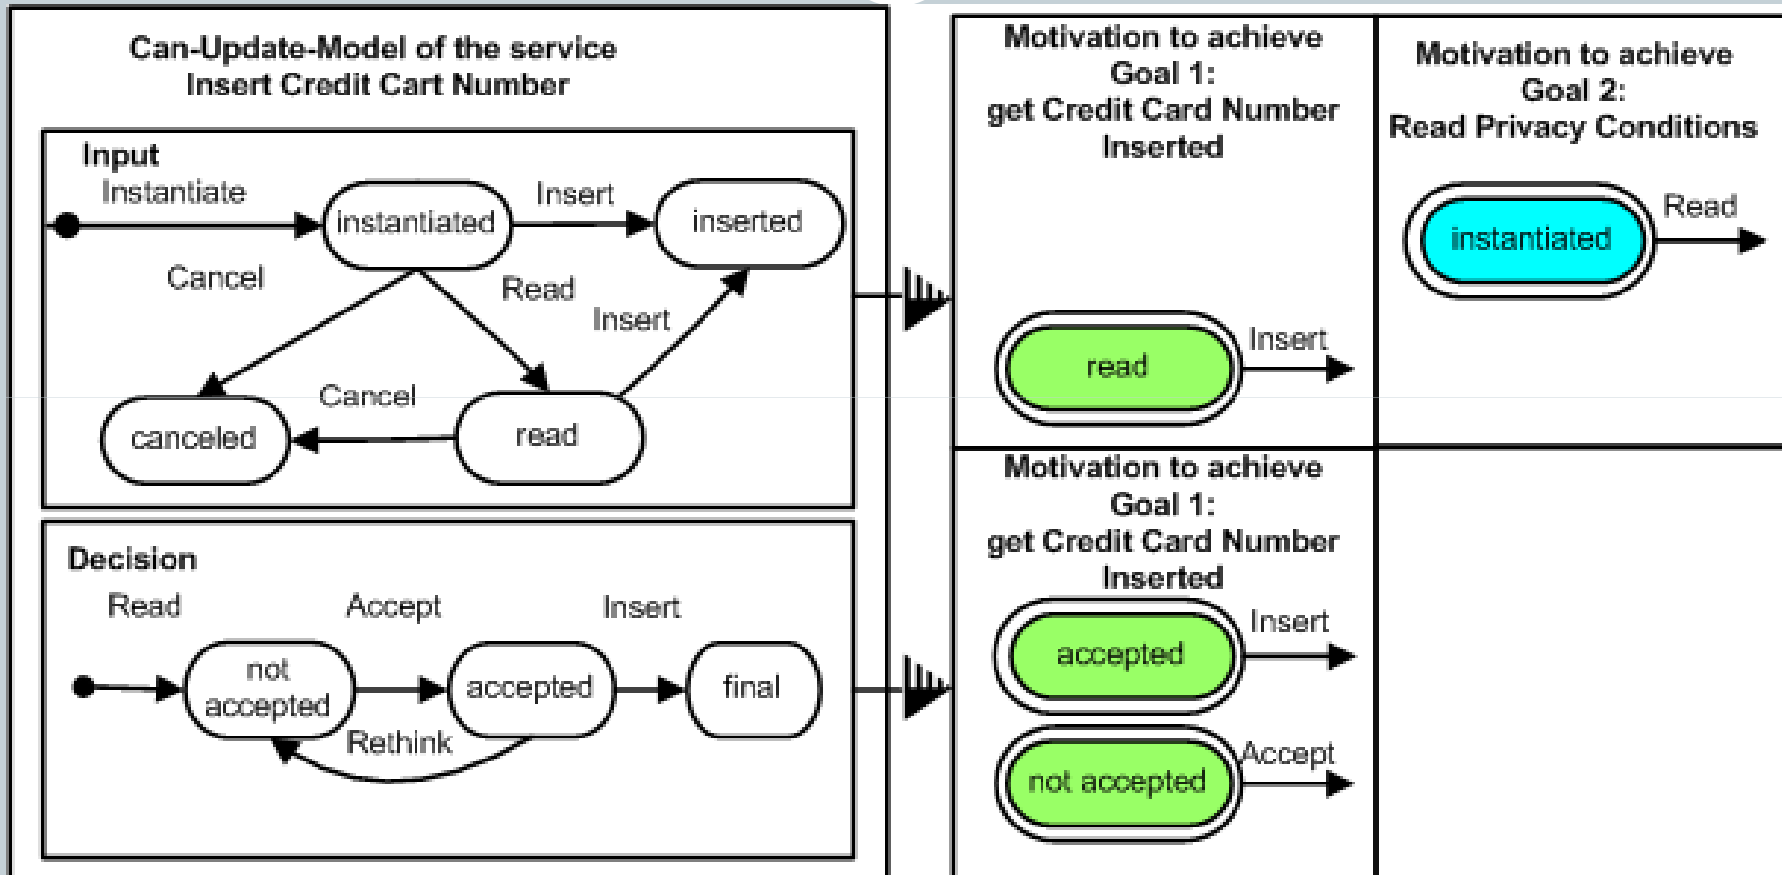 Can-Update-Model of the service
Insert Credit Cart Number
Input
Instantiate
instantiated
Insert
inserted
Cancel
Read
Insert
Cancel
canceled
read
Decision
Read
Accept
Insert
not
accepted
accepted
final
Rethink
Motivation to achieve
Goal 1:
get Credit Card Number
Inserted
read
Insert
Motivation to achieve
Goal 2:
Read Privacy Conditions
instantiated
Read
Motivation to achieve
Goal 1:
get Credit Card Number
Inserted
accepted
Insert
not accepted
Accept